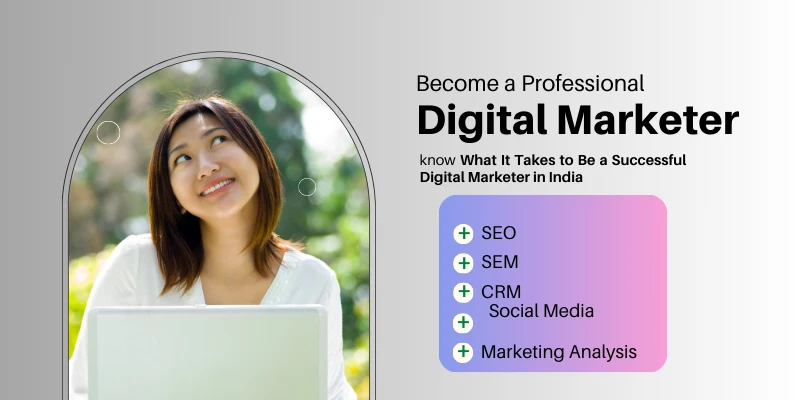 Become a Professional
Digital Marketer
know What It Takes to Be a Successful
Digital Marketer in India
SEO
SEM
CRM
Social Media
Marketing Analysis